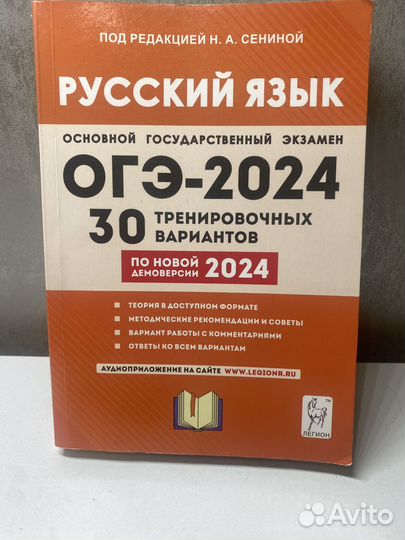 ПОД РЕДАКЦИЕЙ Н. А. СЕНИНОЙ
РУССКИЙ ЯЗЫК
ОСНОВНОЙ ГОСУДАРСТВЕННЫЙ ЭКЗАМЕН
ОГЭ-2024
30 ТРЕНИРОВОЧНЫХ
ВАРИАНТОВ
ПО НОВОЙ
ДЕМОВЕРСИИ 2024
ТЕОРИЯ В ДОСТУПНОМ ФОРМАТЕ
МЕТОДИЧЕСКИЕ РЕКОМЕНДАЦИИ И СОВЕТЫ
ВАРИАНТ РАБОТЫ С КОММЕНТАРИЯМИ
ОТВЕТЫ КО ВСЕМ ВАРИАНТАМ
АУДИОПРИЛОЖЕНИЕ НА САЙТЕ WWW.LEGIONR.RU
TM
ЛЕГИОН
Avito